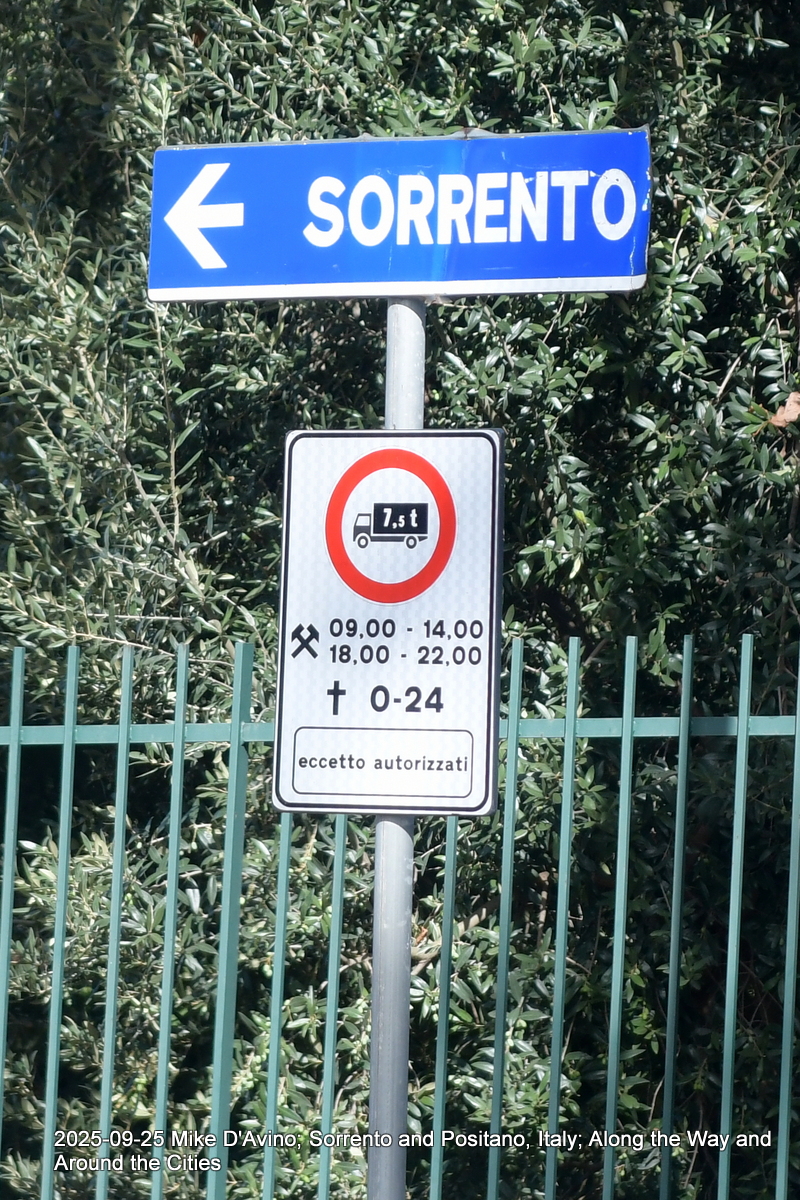 SORRENTO
7,5 t
09,00 - 14,00
18,00 - 22,00
0-24
eccetto autorizzati
2025-09-25 Mike D'Avino, Sorrento and Positano, Italy; Along the Way and
Around the Cities